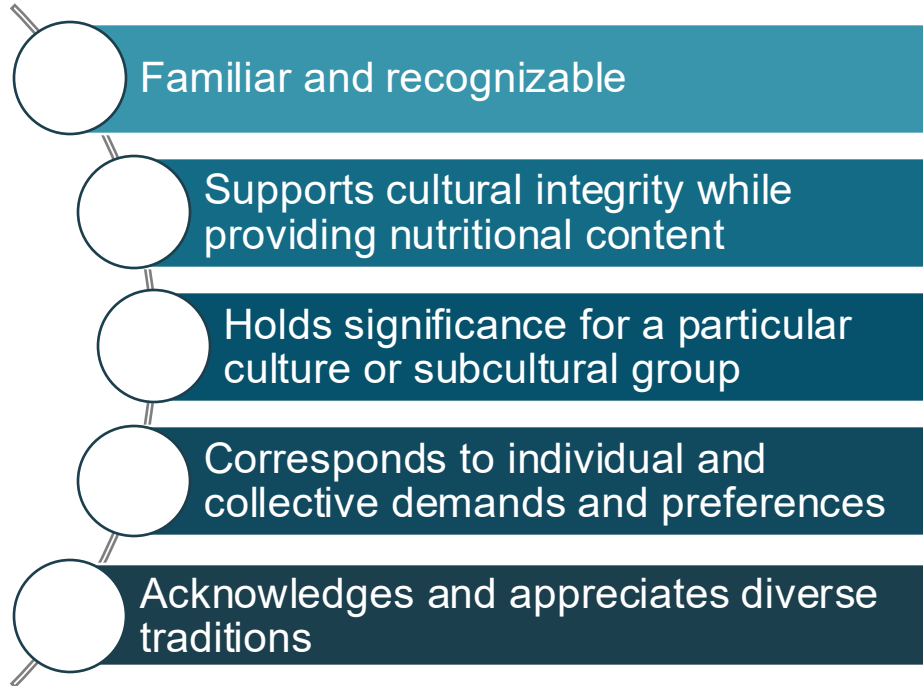 Familiar and recognizable
Supports cultural integrity while
providing nutritional content
Holds significance for a particular
culture or subcultural group
Corresponds to individual and
collective demands and preferences
Acknowledges and appreciates diverse
traditions